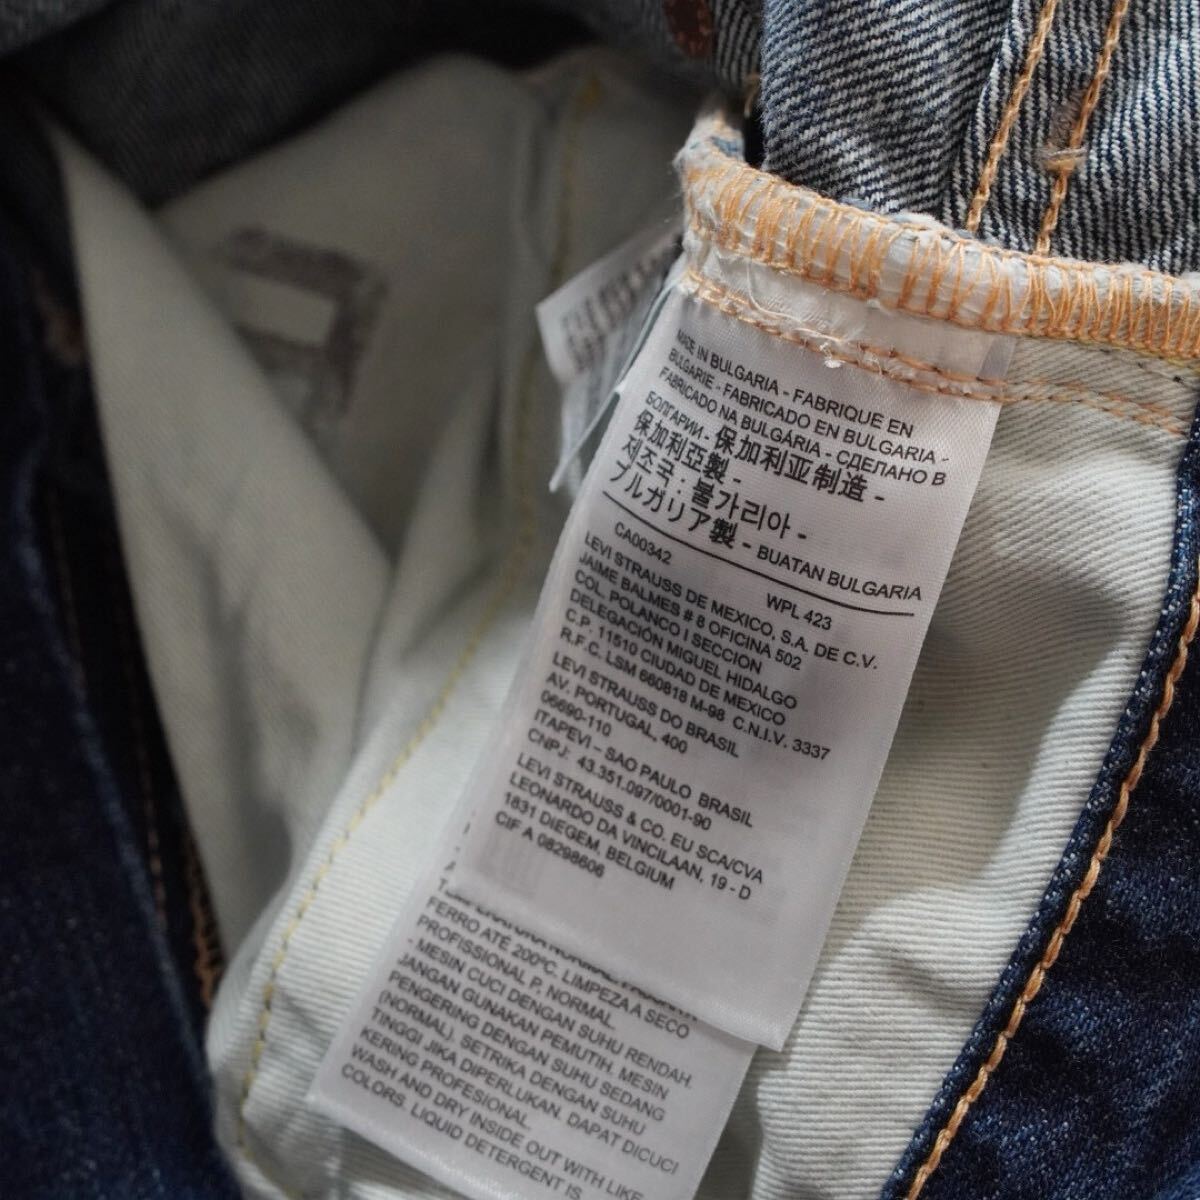 MADE IN BULGARIA - FABRIQUE EN
BULGARIE - FABRICADO EN BULGARIA -
FABRICADO NA BULGÁRIA - СДЕЛАНО В
БОЛГАРИИ -
保加利亞製 - 保加利亚制造 -
제조국 : 불가리아 -
ブルガリア製 - BUATAN BULGARIA
CA00342 WPL 423
LEVI STRAUSS DE MEXICO, S.A. DE C.V.
JAIME BALMES # 8 OFICINA 502
COL. POLANCO I SECCION
DELEGACIÓN MIGUEL HIDALGO
C.P. 11510 CIUDAD DE MEXICO
R.F.C. LSM 660818 M-98 C.N.I.V. 3337
LEVI STRAUSS DO BRASIL
AV. PORTUGAL, 400
06690-110
ITAPEVI – SAO PAULO BRASIL
CNPJ: 43.351.097/0001-90
LEVI STRAUSS & CO. EU SCA/CVA
LEONARDO DA VINCILAAN, 19 - D
1831 DIEGEM, BELGIUM
CIF A 08298606
FERRO ATÉ 200ºC. LIMPEZA A SECO
PROFISSIONAL P. NORMAL.
- MESIN CUCI DENGAN SUHU RENDAH.
JANGAN GUNAKAN PEMUTIH. MESIN
PENGERING DENGAN SUHU SEDANG
(NORMAL). SETRIKA DENGAN SUHU
TINGGI JIKA DIPERLUKAN. DAPAT DICUCI
KERING PROFESIONAL.
WASH AND DRY INSIDE OUT WITH LIKE
COLORS. LIQUID DETERGENT IS